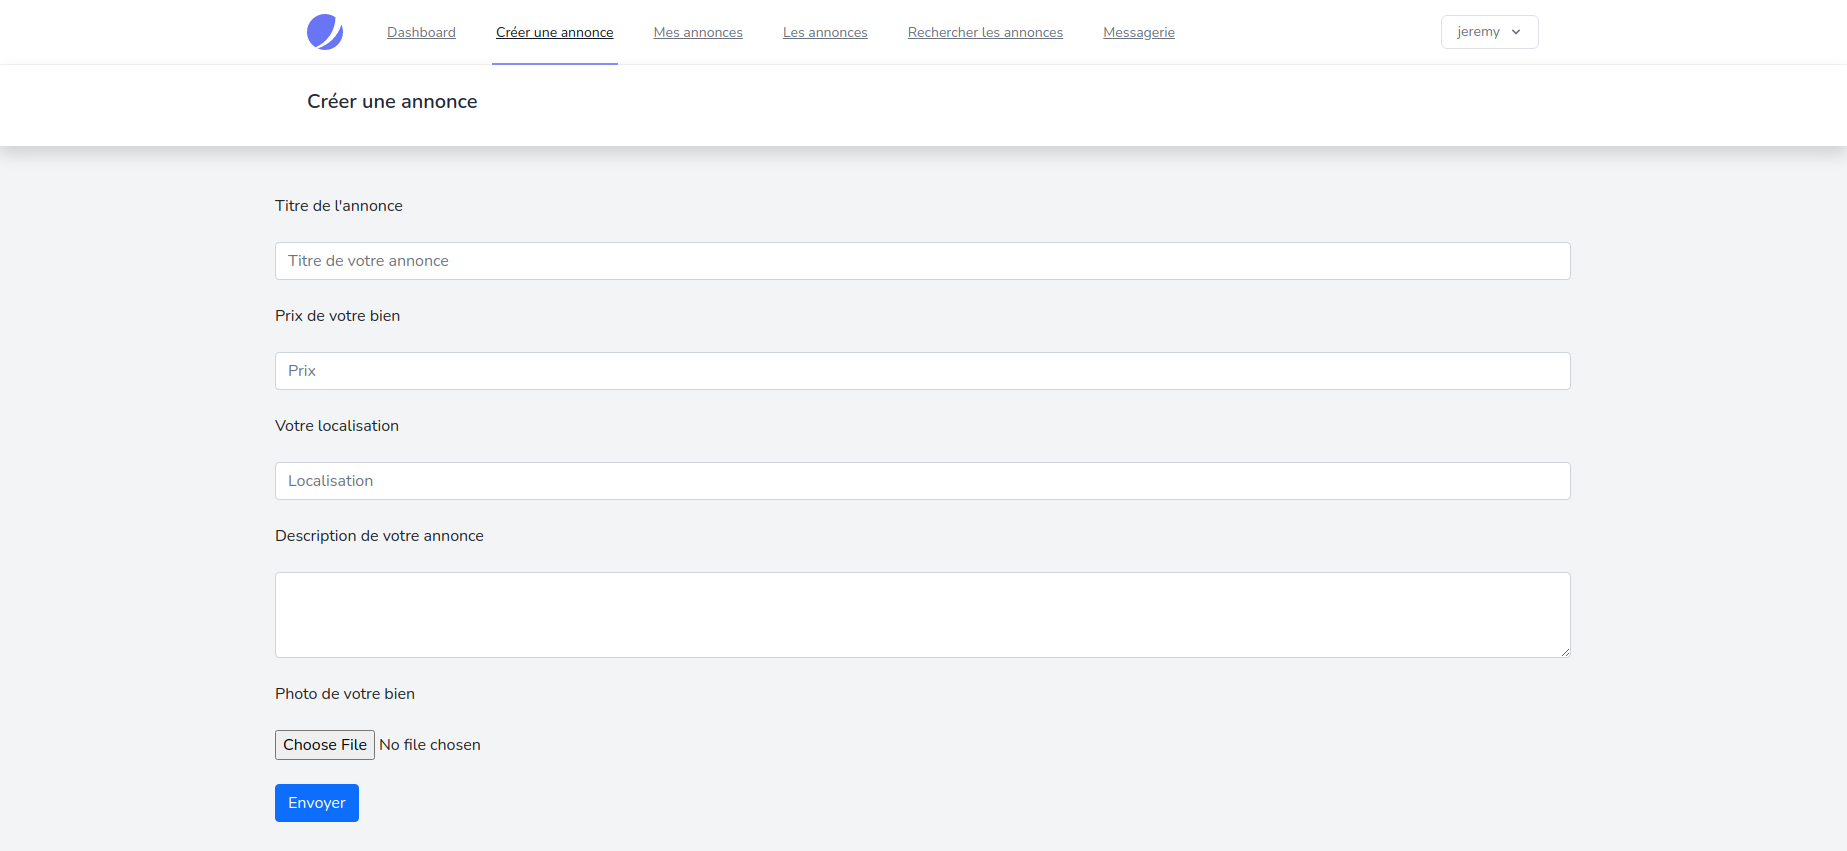 Dashboard Créer une annonce Mes annonces Les annonces Rechercher les annonces Messagerie jeremy
Créer une annonce
Titre de l'annonce
Titre de votre annonce
Prix de votre bien
Prix
Votre localisation
Localisation
Description de votre annonce
Photo de votre bien
Choose File No file chosen
Envoyer